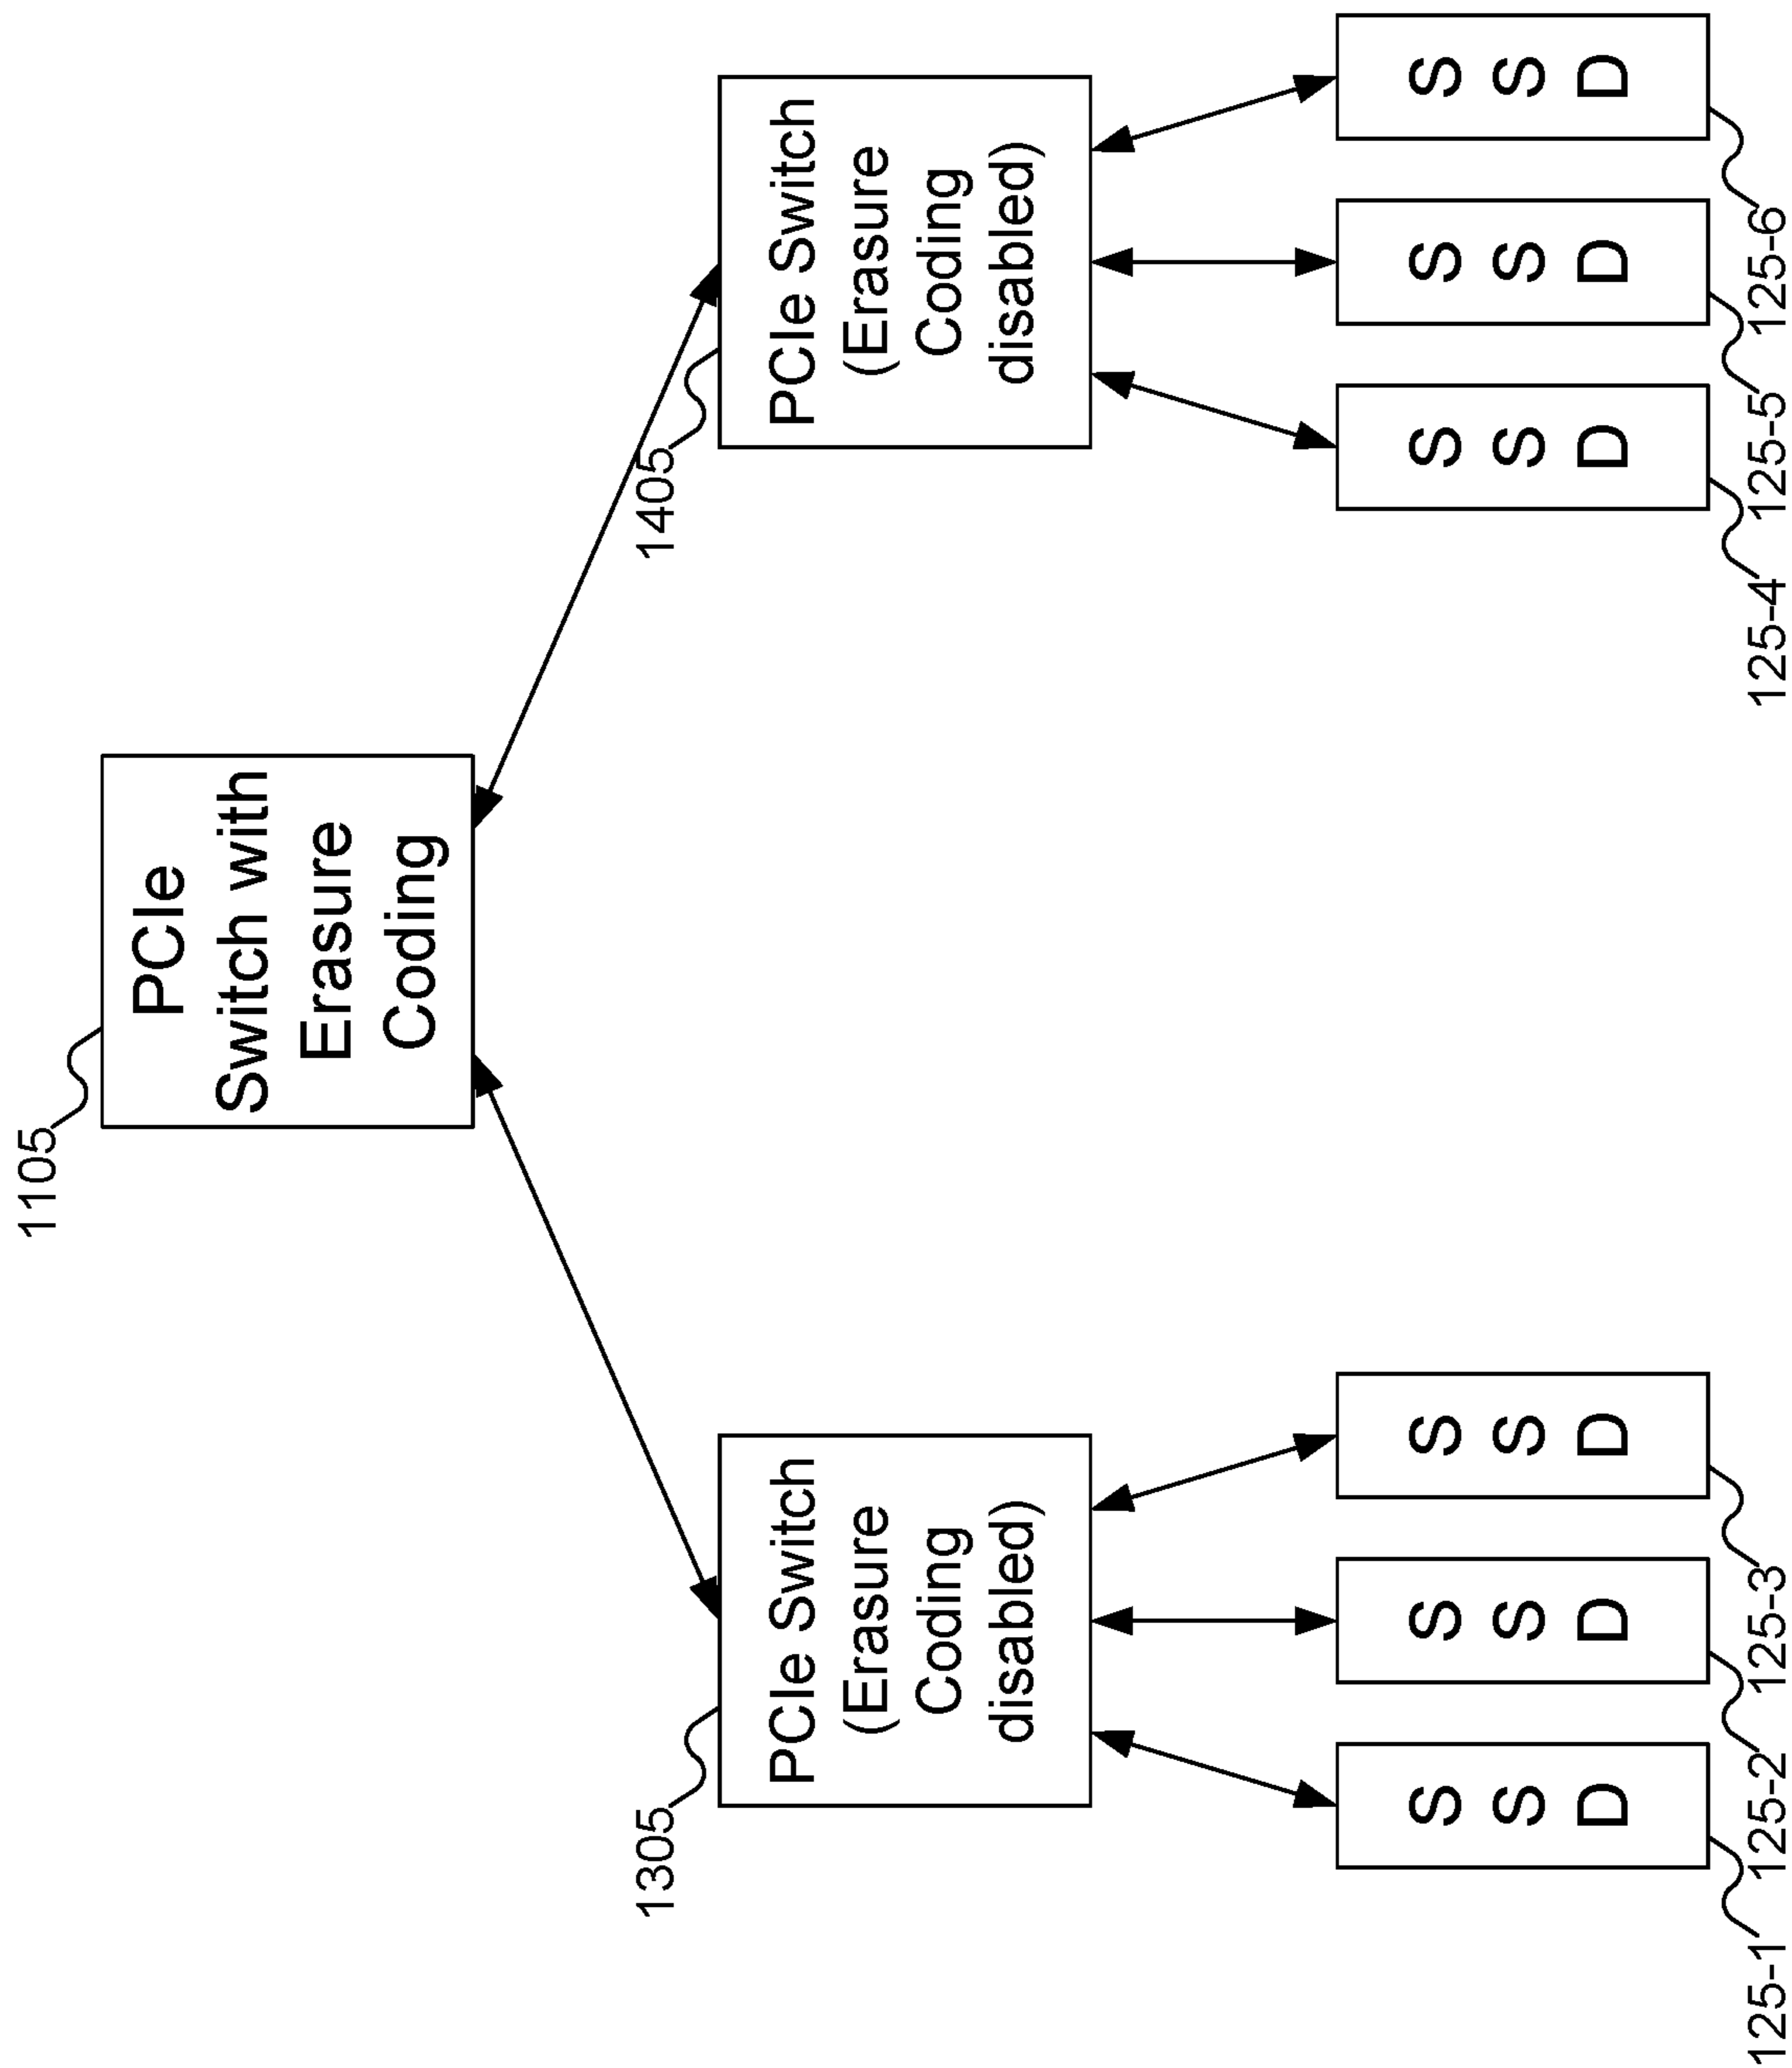 1105
PCIe
Switch with
Erasure
Coding
1305
PCIe Switch
(Erasure
Coding
disabled)
1405
PCIe Switch
(Erasure
Coding
disabled)
S
S
D
S
S
D
S
S
D
S
S
D
S
S
D
S
S
D
125-1
125-2
125-3
125-4
125-5
125-6